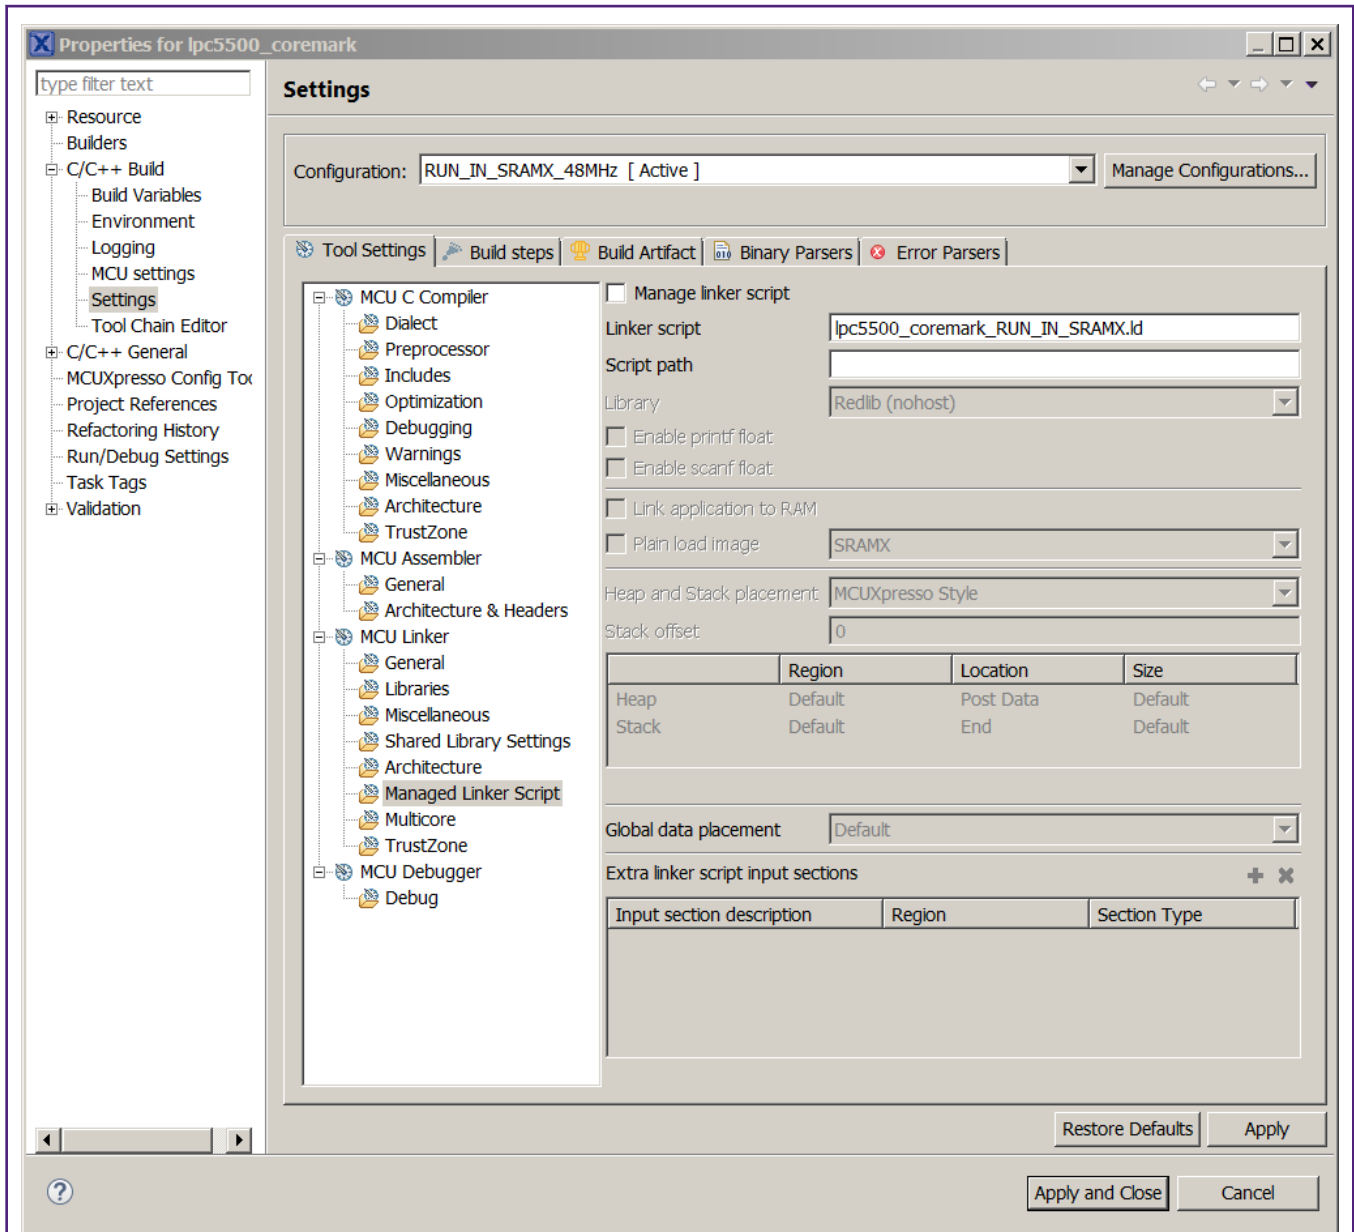 Properties for lpc5500_coremark
type filter text
Resource
Builders
C/C++ Build
Build Variables
Environment
Logging
MCU settings
Settings
Tool Chain Editor
C/C++ General
MCUXpresso Config Too
Project References
Refactoring History
Run/Debug Settings
Task Tags
Validation
Settings
Configuration: RUN_IN_SRAMX_48MHz [ Active ] Manage Configurations...
Tool Settings Build steps Build Artifact Binary Parsers Error Parsers
MCU C Compiler
Dialect
Preprocessor
Includes
Optimization
Debugging
Warnings
Miscellaneous
Architecture
TrustZone
MCU Assembler
General
Architecture & Headers
MCU Linker
General
Libraries
Miscellaneous
Shared Library Settings
Architecture
Managed Linker Script
Multicore
TrustZone
MCU Debugger
Debug
Manage linker script
Linker script lpc5500_coremark_RUN_IN_SRAMX.ld
Script path
Library Redlib (nohost)
Enable printf float
Enable scanf float
Link application to RAM
Plain load image SRAMX
Heap and Stack placement MCUXpresso Style
Stack offset 0
Region Location Size
Heap Default Post Data Default
Stack Default End Default
Global data placement Default
Extra linker script input sections
Input section description Region Section Type
Restore Defaults Apply
Apply and Close Cancel